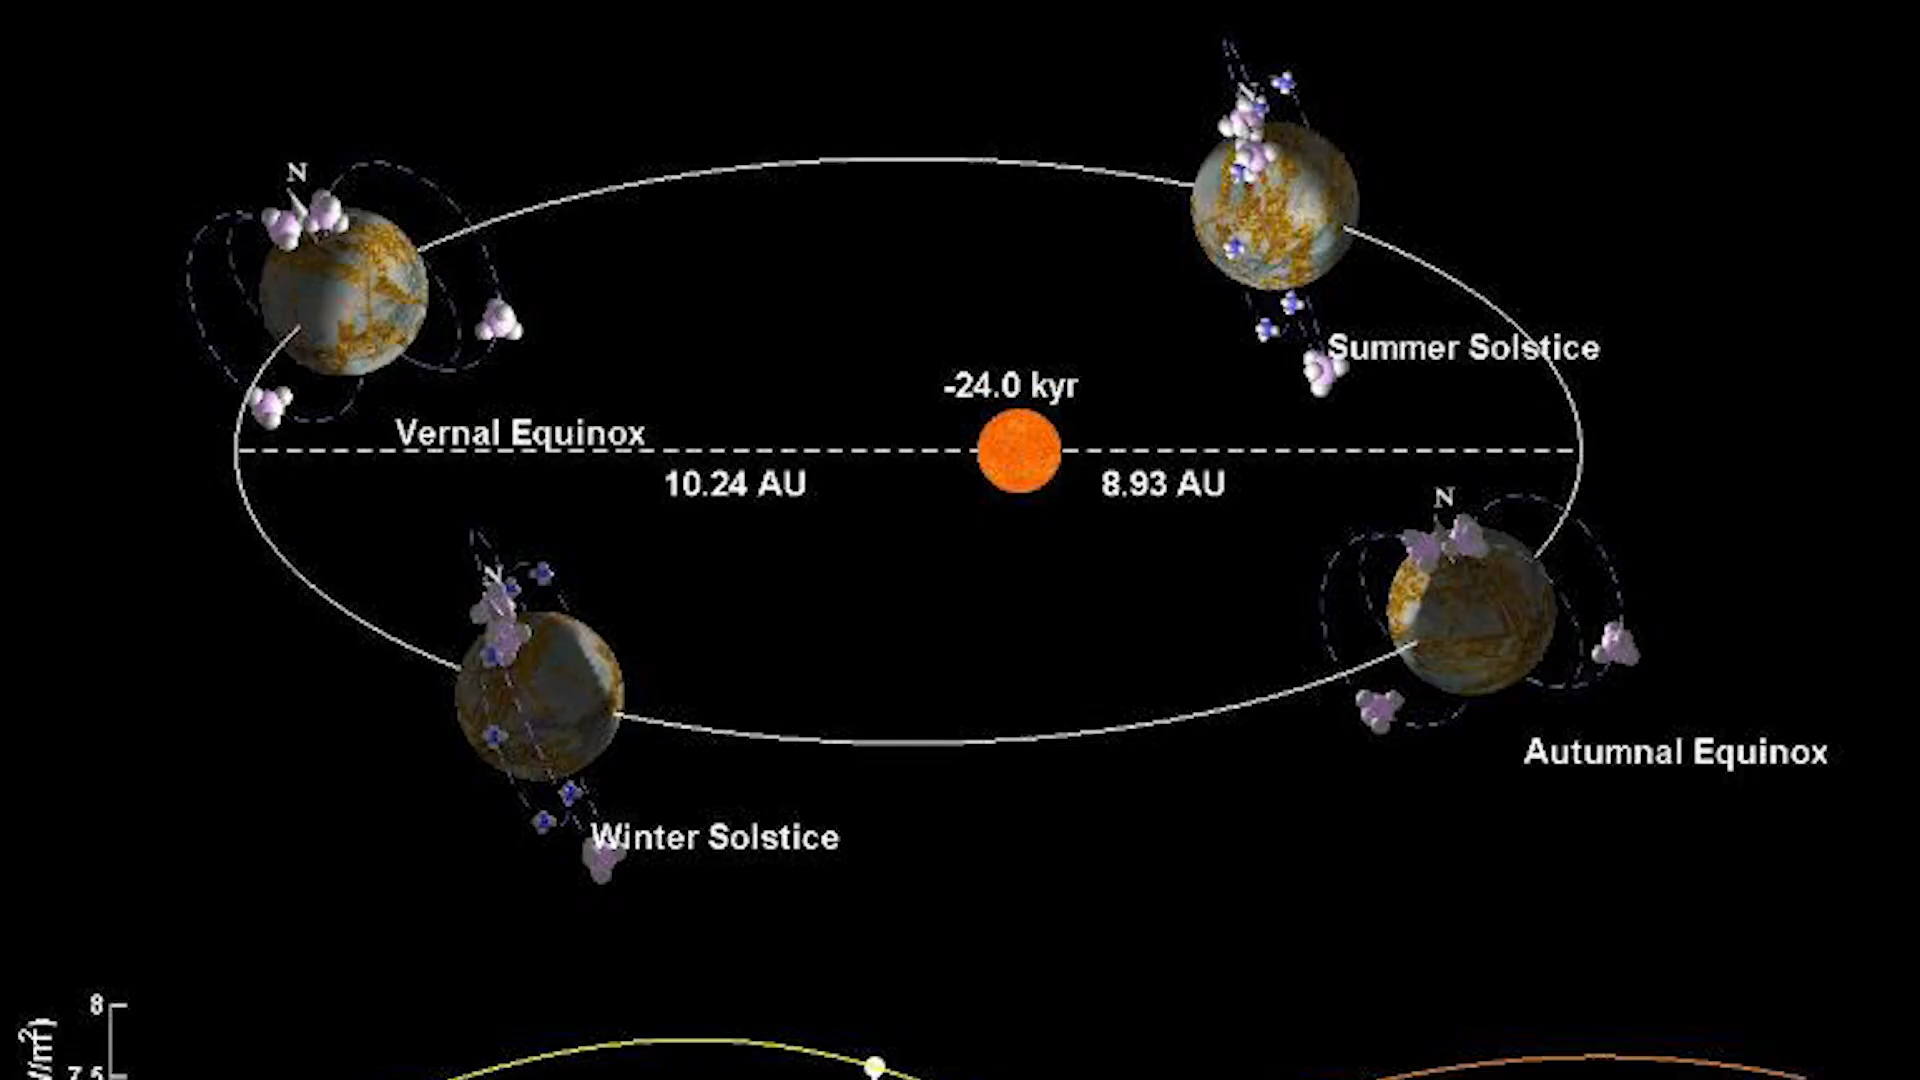 N
N
Summer Solstice
-24.0 kyr
Vernal Equinox
10.24 AU
8.93 AU
N
N
Autumnal Equinox
Winter Solstice
8
7.5